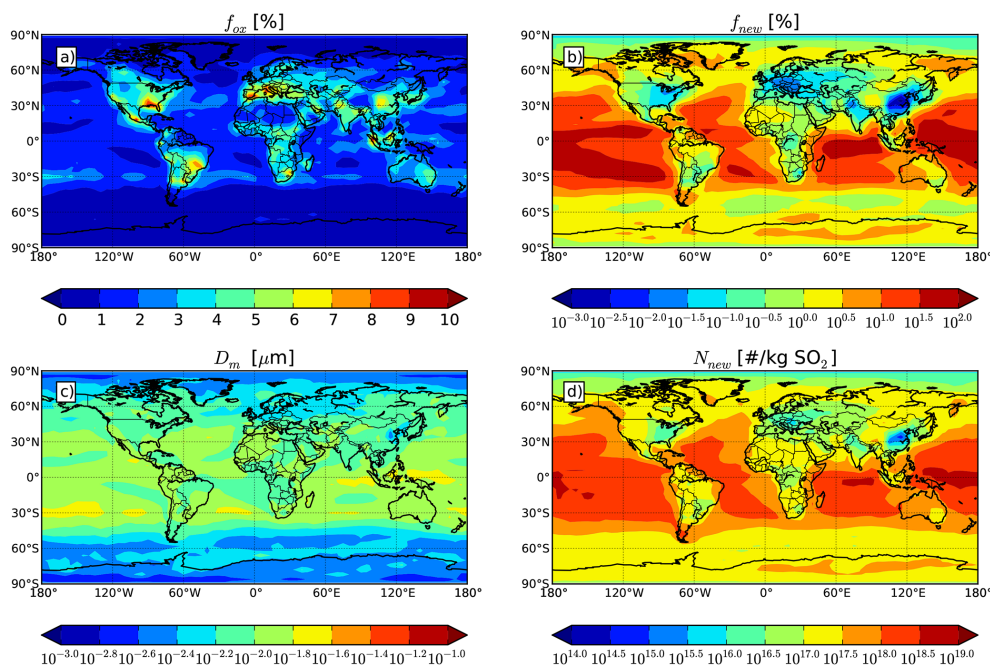 f_ox [%]
f_new [%]
90°N
60°N
30°N
0°
30°S
60°S
90°S
a)
180° 120°W 60°W 0° 60°E 120°E 180°
90°N
60°N
30°N
0°
30°S
60°S
90°S
b)
180° 120°W 60°W 0° 60°E 120°E 180°
0 1 2 3 4 5 6 7 8 9 10
10^-3.0 10^-2.5 10^-2.0 10^-1.5 10^-1.0 10^-0.5 10^0.0 10^0.5 10^1.0 10^1.5 10^2.0
D_m [μm]
N_new [#/kg SO_2]
90°N
60°N
30°N
0°
30°S
60°S
90°S
c)
180° 120°W 60°W 0° 60°E 120°E 180°
90°N
60°N
30°N
0°
30°S
60°S
90°S
d)
180° 120°W 60°W 0° 60°E 120°E 180°
10^-3.0 10^-2.8 10^-2.6 10^-2.4 10^-2.2 10^-2.0 10^-1.8 10^-1.6 10^-1.4 10^-1.2 10^-1.0
10^14.0 10^14.5 10^15.0 10^15.5 10^16.0 10^16.5 10^17.0 10^17.5 10^18.0 10^18.5 10^19.0